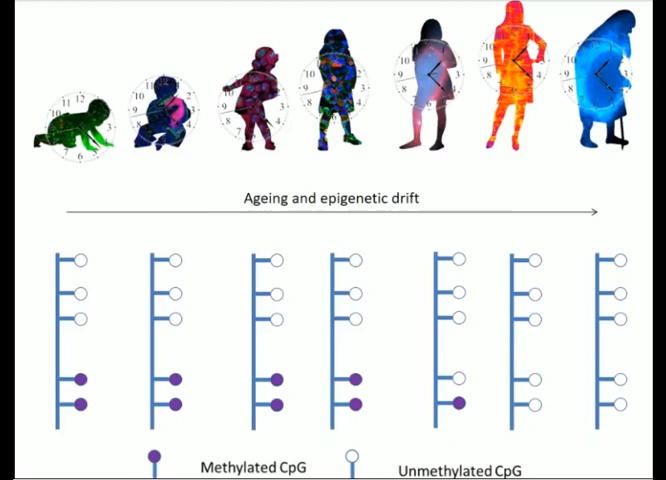 Ageing and epigenetic drift
Methylated CpG
Unmethylated CpG